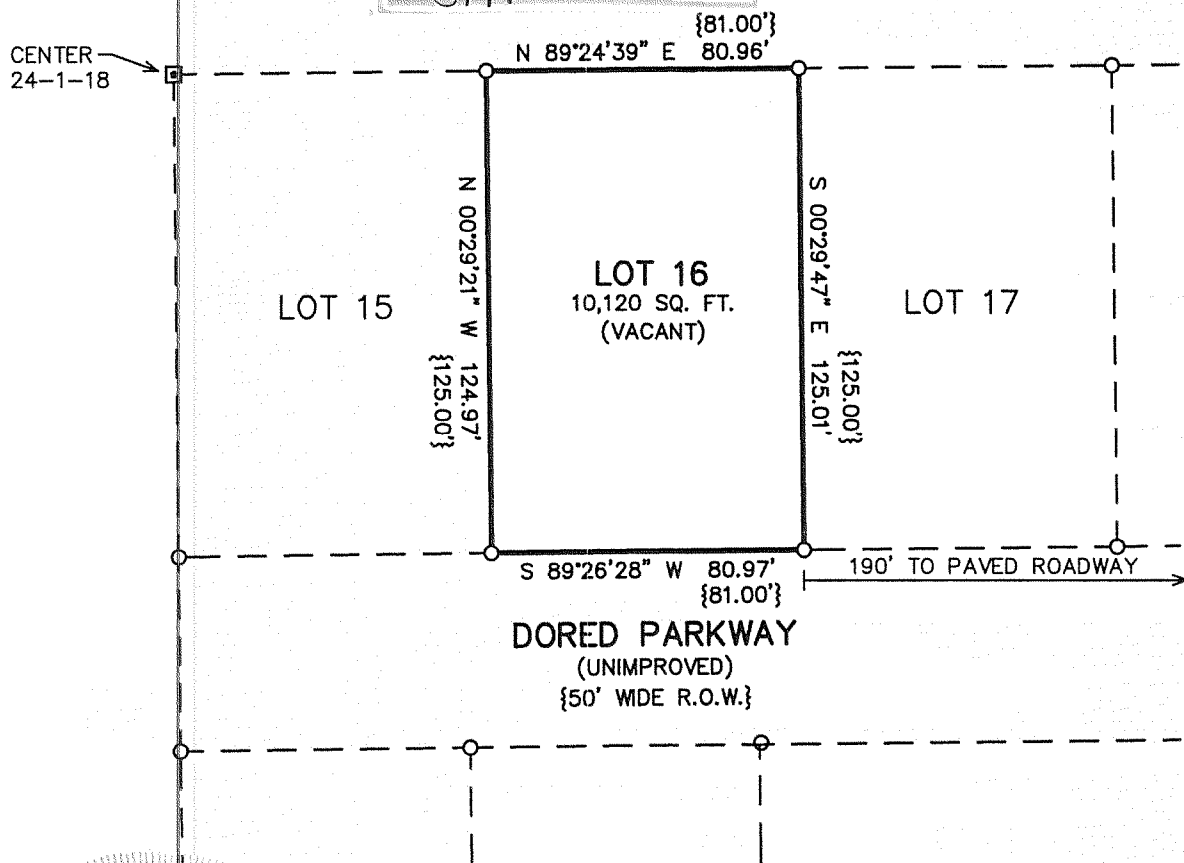 {81.00'}
CENTER
24-1-18
N 89°24'39" E 80.96'
N 00°29'21" W 124.97'
{125.00'}
S 00°29'47" E 125.01'
{125.00'}
LOT 15
LOT 16
10,120 SQ. FT.
(VACANT)
LOT 17
S 89°26'28" W 80.97'
{81.00'}
190' TO PAVED ROADWAY
DORED PARKWAY
(UNIMPROVED)
{50' WIDE R.O.W.}